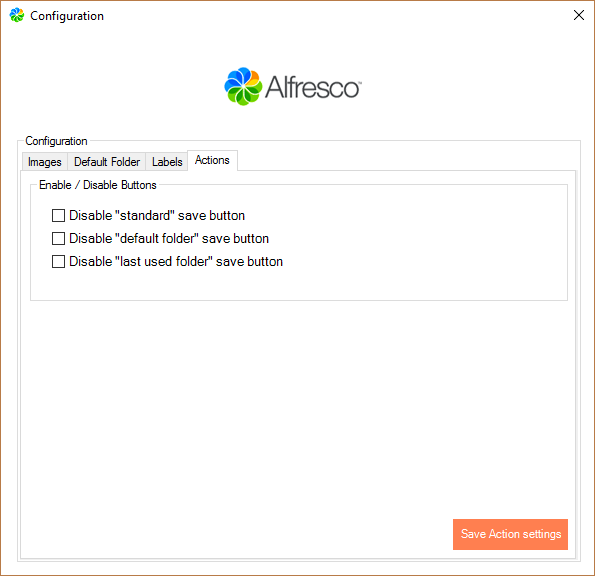 Configuration
Alfresco™
Configuration
Images Default Folder Labels Actions
Enable / Disable Buttons
Disable "standard" save button
Disable "default folder" save button
Disable "last used folder" save button
Save Action settings